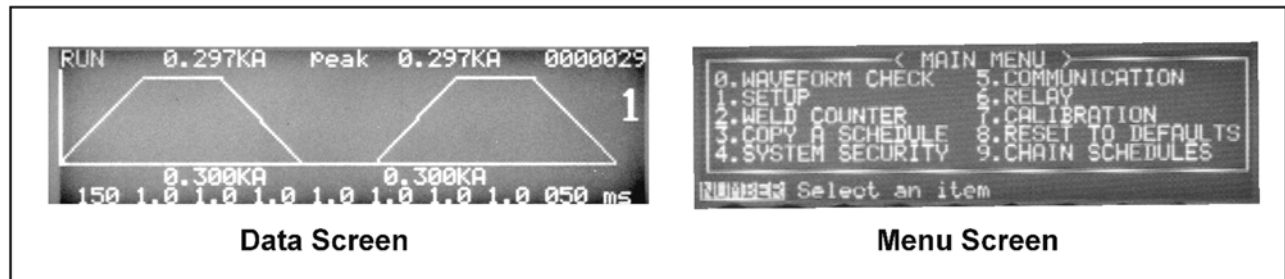 RUN 0.297KA Peak 0.297KA 0000029
1
0.300KA 0.300KA
150 1.0 1.0 1.0 1.0 1.0 1.0 1.0 050 ms
Data Screen
< MAIN MENU >
0.WAVEFORM CHECK 5.COMMUNICATION
1.SETUP 6.RELAY
2.WELD COUNTER 7.CALIBRATION
3.COPY A SCHEDULE 8.RESET TO DEFAULTS
4.SYSTEM SECURITY 9.CHAIN SCHEDULES
NUMBER Select an item
Menu Screen